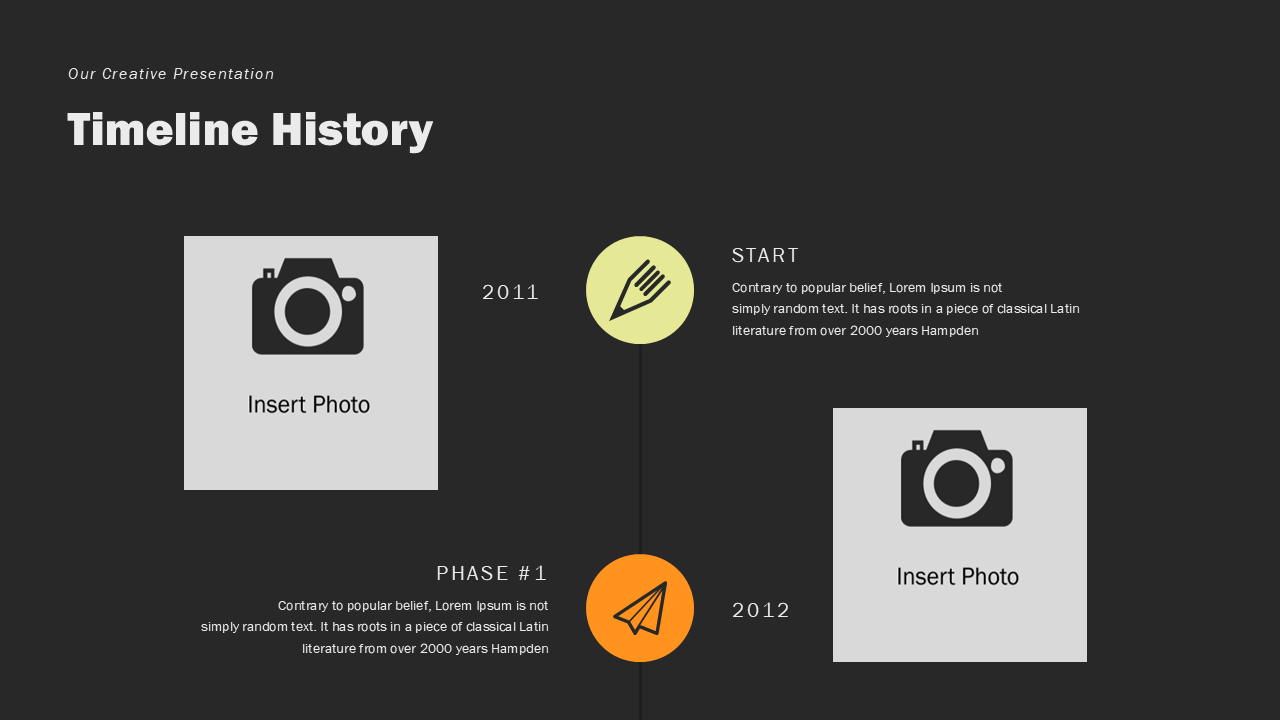 Our Creative Presentation
Timeline History
Insert Photo
2011
START
Contrary to popular belief, Lorem Ipsum is not
simply random text. It has roots in a piece of classical Latin
literature from over 2000 years Hampden
PHASE #1
Contrary to popular belief, Lorem Ipsum is not
simply random text. It has roots in a piece of classical Latin
literature from over 2000 years Hampden
2012
Insert Photo